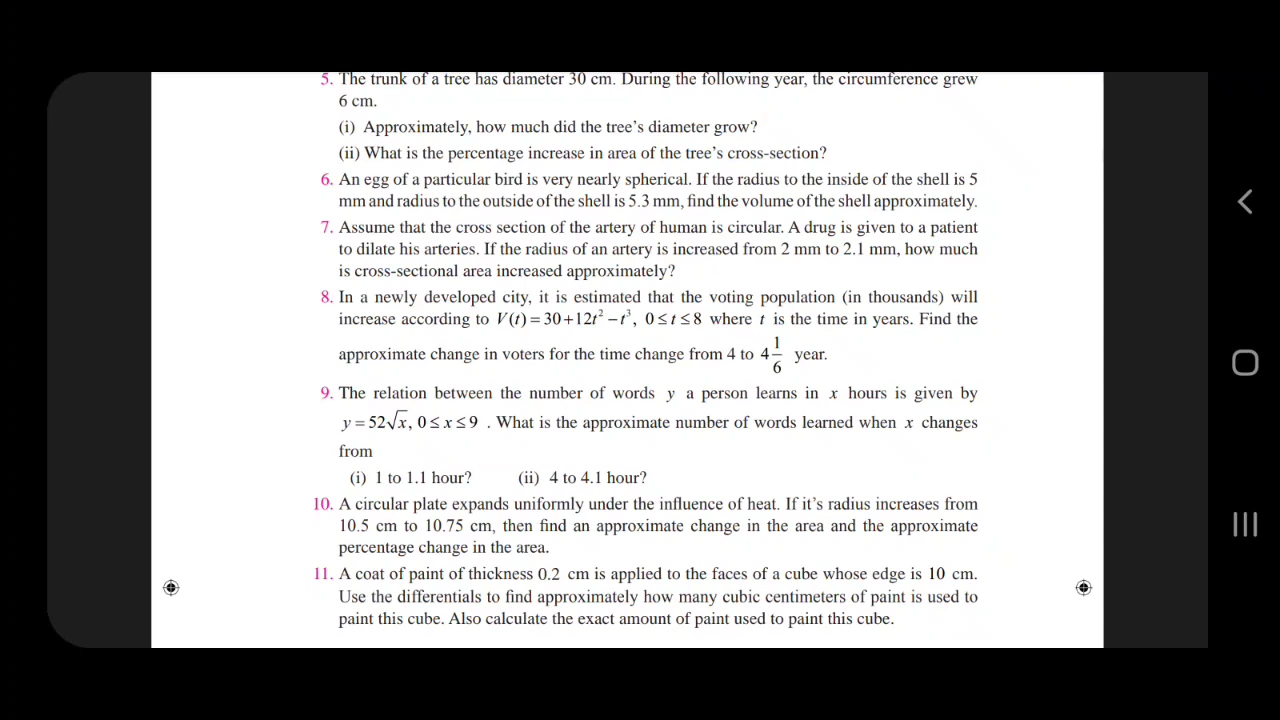 5. The trunk of a tree has diameter 30 cm. During the following year, the circumference grew
6 cm.
(i) Approximately, how much did the tree’s diameter grow?
(ii) What is the percentage increase in area of the tree’s cross-section?
6. An egg of a particular bird is very nearly spherical. If the radius to the inside of the shell is 5
mm and radius to the outside of the shell is 5.3 mm, find the volume of the shell approximately.
7. Assume that the cross section of the artery of human is circular. A drug is given to a patient
to dilate his arteries. If the radius of an artery is increased from 2 mm to 2.1 mm, how much
is cross-sectional area increased approximately?
8. In a newly developed city, it is estimated that the voting population (in thousands) will
increase according to V(t) = 30+12t² −t³, 0 ≤ t ≤ 8 where t is the time in years. Find the
approximate change in voters for the time change from 4 to 4 1/6 year.
9. The relation between the number of words y a person learns in x hours is given by
y = 52√x, 0 ≤ x ≤ 9 . What is the approximate number of words learned when x changes
from
(i) 1 to 1.1 hour? (ii) 4 to 4.1 hour?
10. A circular plate expands uniformly under the influence of heat. If it’s radius increases from
10.5 cm to 10.75 cm, then find an approximate change in the area and the approximate
percentage change in the area.
11. A coat of paint of thickness 0.2 cm is applied to the faces of a cube whose edge is 10 cm.
Use the differentials to find approximately how many cubic centimeters of paint is used to
paint this cube. Also calculate the exact amount of paint used to paint this cube.